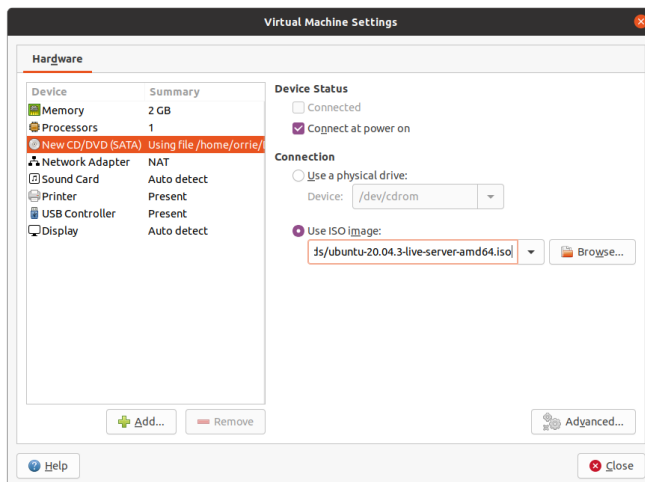 Virtual Machine Settings
Hardware
Device Summary
Memory 2 GB
Processors 1
New CD/DVD (SATA) Using file /home/orrie/
Network Adapter NAT
Sound Card Auto detect
Printer Present
USB Controller Present
Display Auto detect
Add...
Remove
Device Status
Connected
Connect at power on
Connection
Use a physical drive:
Device: /dev/cdrom
Use ISO image:
ds/ubuntu-20.04.3-live-server-amd64.iso
Browse...
Advanced...
Help
Close